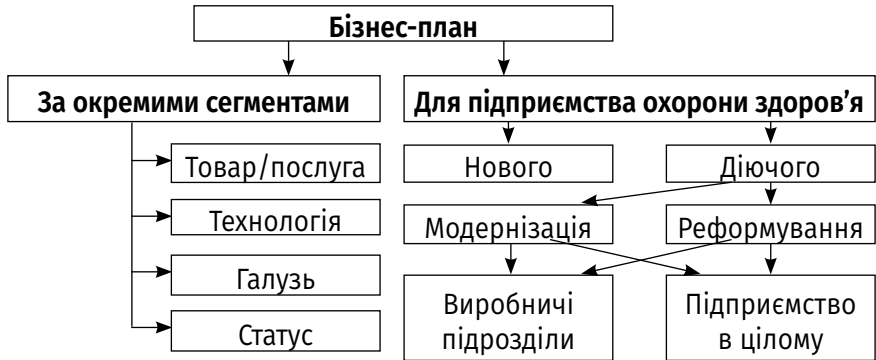 Бізнес-план
За окремими сегментами
Для підприємства охорони здоров'я
Товар/послуга
Технологія
Галузь
Статус
Нового
Діючого
Модернізація
Реформування
Виробничі
підрозділи
Підприємство
в цілому